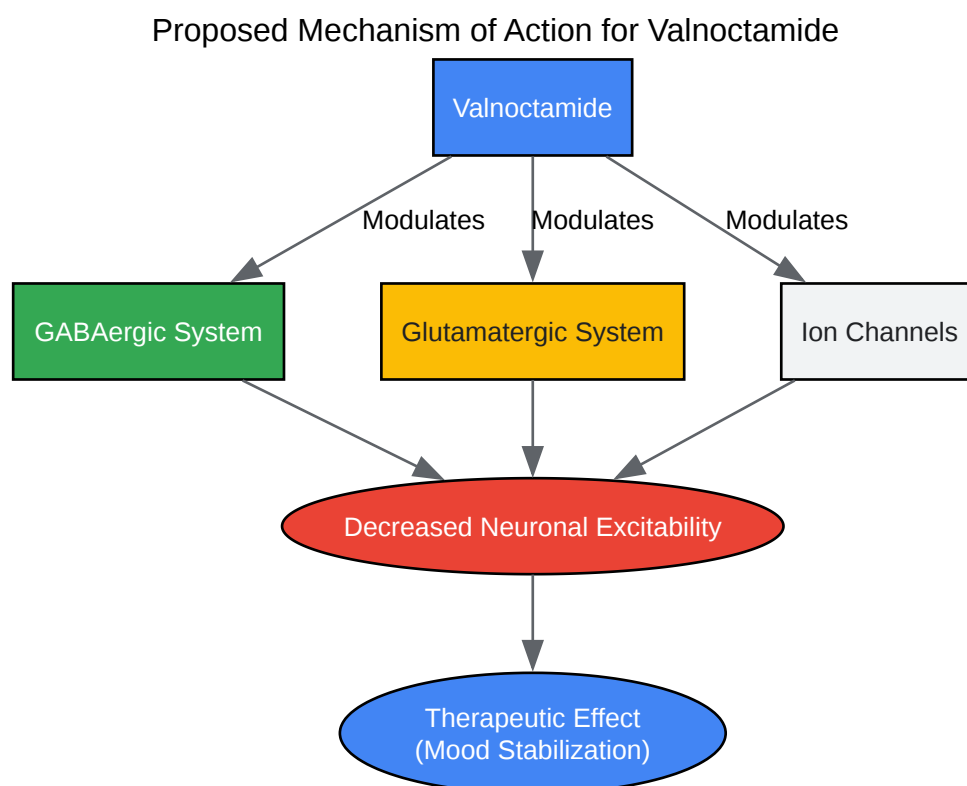 Proposed Mechanism of Action for Valnoctamide
Valnoctamide
Modulates Modulates Modulates
GABAergic System Glutamatergic System Ion Channels
Decreased Neuronal Excitability
Therapeutic Effect
(Mood Stabilization)